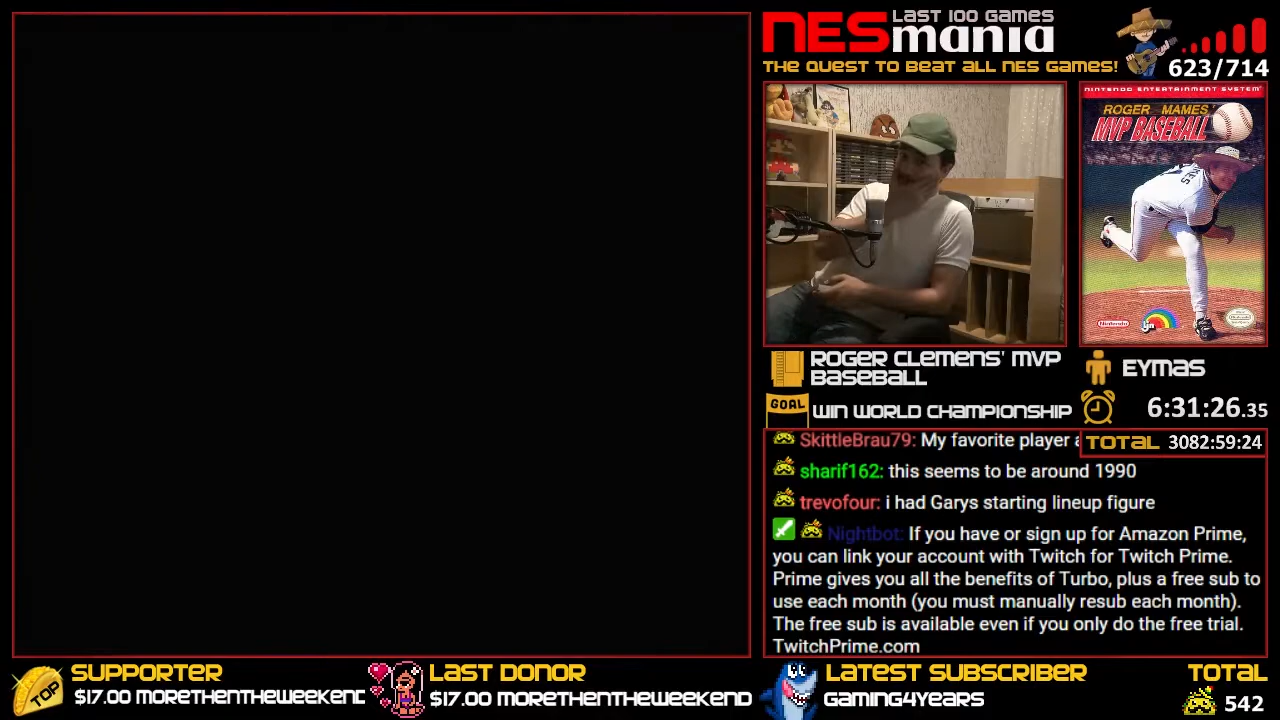 NESmania
LAST 100 GAMES
THE QUEST TO BEAT ALL NES GAMES!
623/714
NINTENDO ENTERTAINMENT SYSTEM
ROGER MAMES'
MVP BASEBALL
Nintendo
ROGER CLEMENS' MVP
BASEBALL
EYMAS
GOAL
WIN WORLD CHAMPIONSHIP
6:31:26.35
TOTAL 3082:59:24
SkittleBrau79: My favorite player
sharif162: this seems to be around 1990
trevofour: i had Garys starting lineup figure
Nightbot: If you have or sign up for Amazon Prime,
you can link your account with Twitch for Twitch Prime.
Prime gives you all the benefits of Turbo, plus a free sub to
use each month (you must manually resub each month).
The free sub is available even if you only do the free trial.
TwitchPrime.com
TOP
SUPPORTER
$17.00 MORETHENTHEWEEKEND
LAST DONOR
$17.00 MORETHENTHEWEEKEND
LATEST SUBSCRIBER
GAMING4YEARS
TOTAL
542